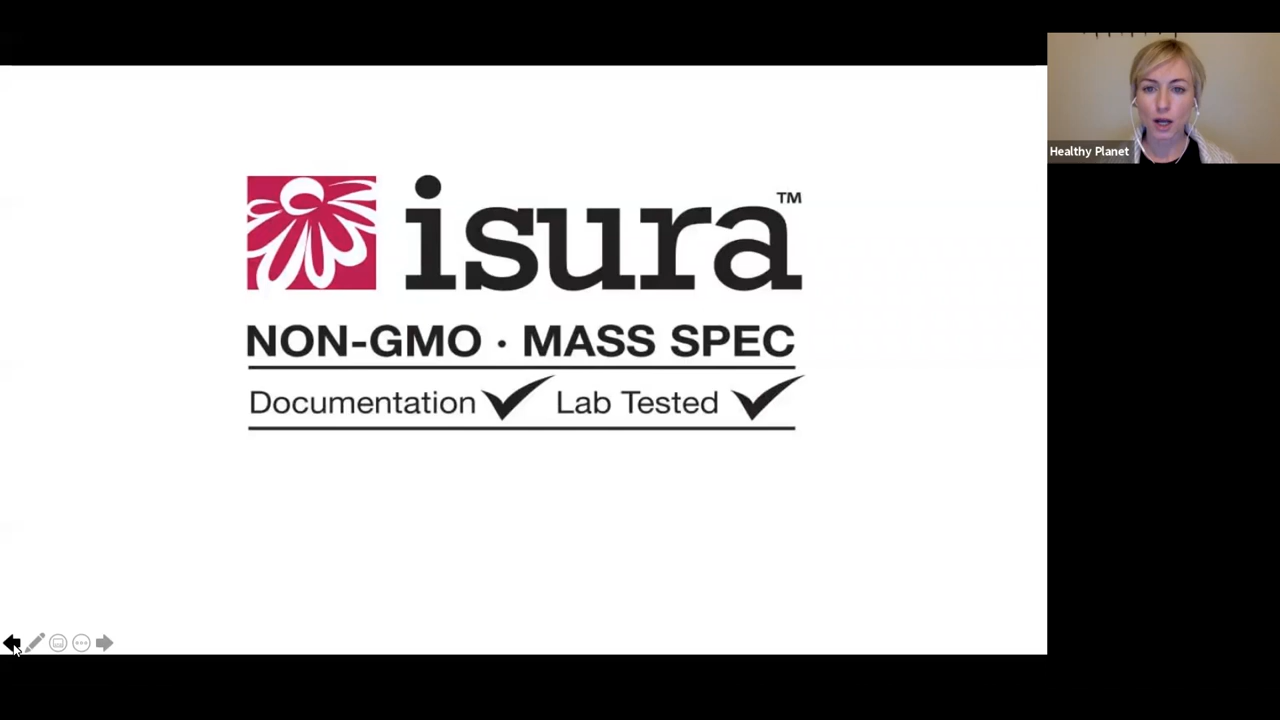 isura™
NON-GMO · MASS SPEC
Documentation ✓ Lab Tested ✓
Healthy Planet